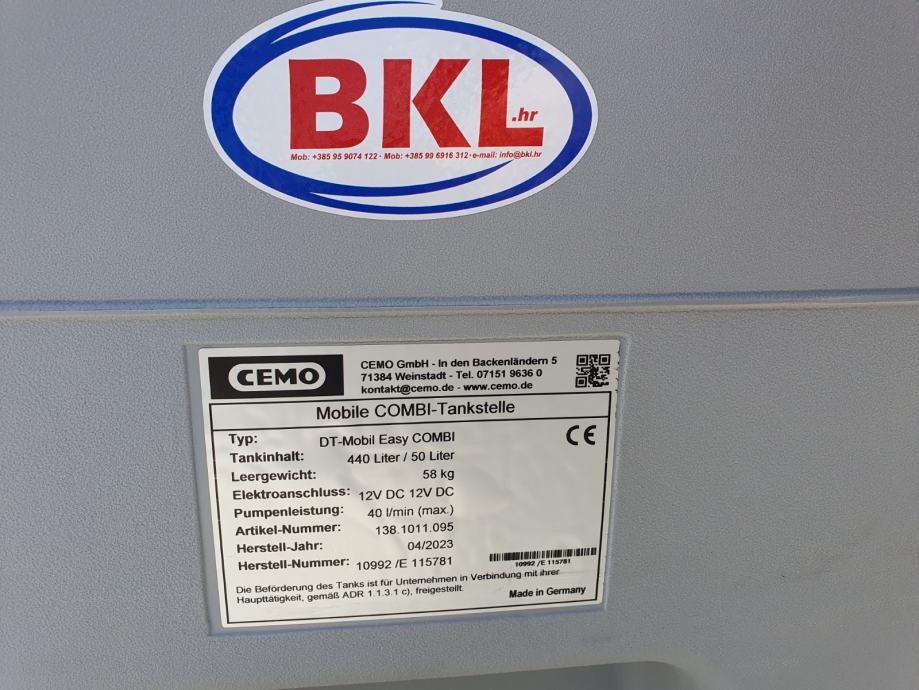 BKL.hr
Mob: +385 95 9074 122 · Mob: +385 99 6916 312 · e-mail: info@bkl.hr
CEMO
CEMO GmbH - In den Backenländern 5
71384 Weinstadt - Tel. 07151 9636 0
kontakt@cemo.de - www.cemo.de
Mobile COMBI-Tankstelle
Typ: DT-Mobil Easy COMBI
CE
Tankinhalt: 440 Liter / 50 Liter
Leergewicht: 58 kg
Elektroanschluss: 12V DC 12V DC
Pumpenleistung: 40 l/min (max.)
Artikel-Nummer: 138.1011.095
Herstell-Jahr: 04/2023
Herstell-Nummer: 10992 /E 115781
10992 /E 115781
Die Beförderung des Tanks ist für Unternehmen in Verbindung mit ihrer
Haupttätigkeit, gemäß ADR 1.1.3.1 c), freigestellt.
Made in Germany